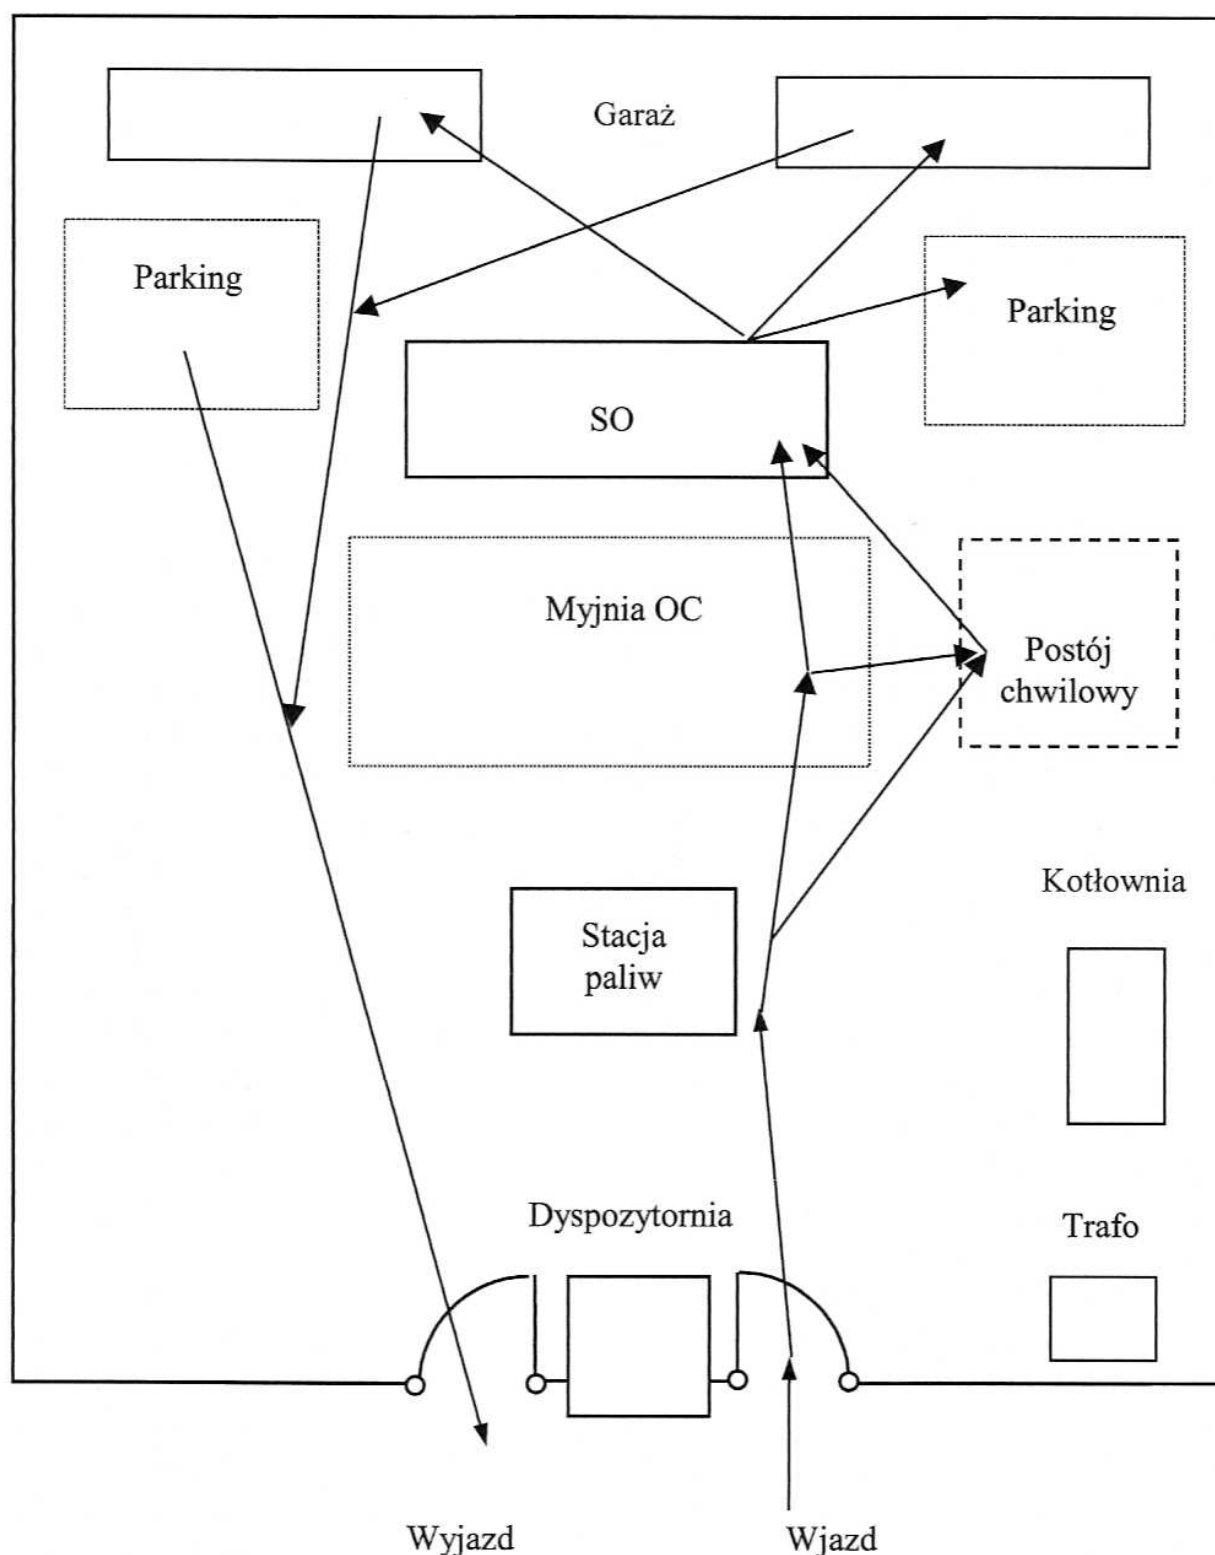 Garaż
Parking
Parking
SO
Myjnia OC
Postój
chwilowy
Kotłownia
Stacja
paliw
Dyspozytornia
Trafo
Wyjazd
Wjazd